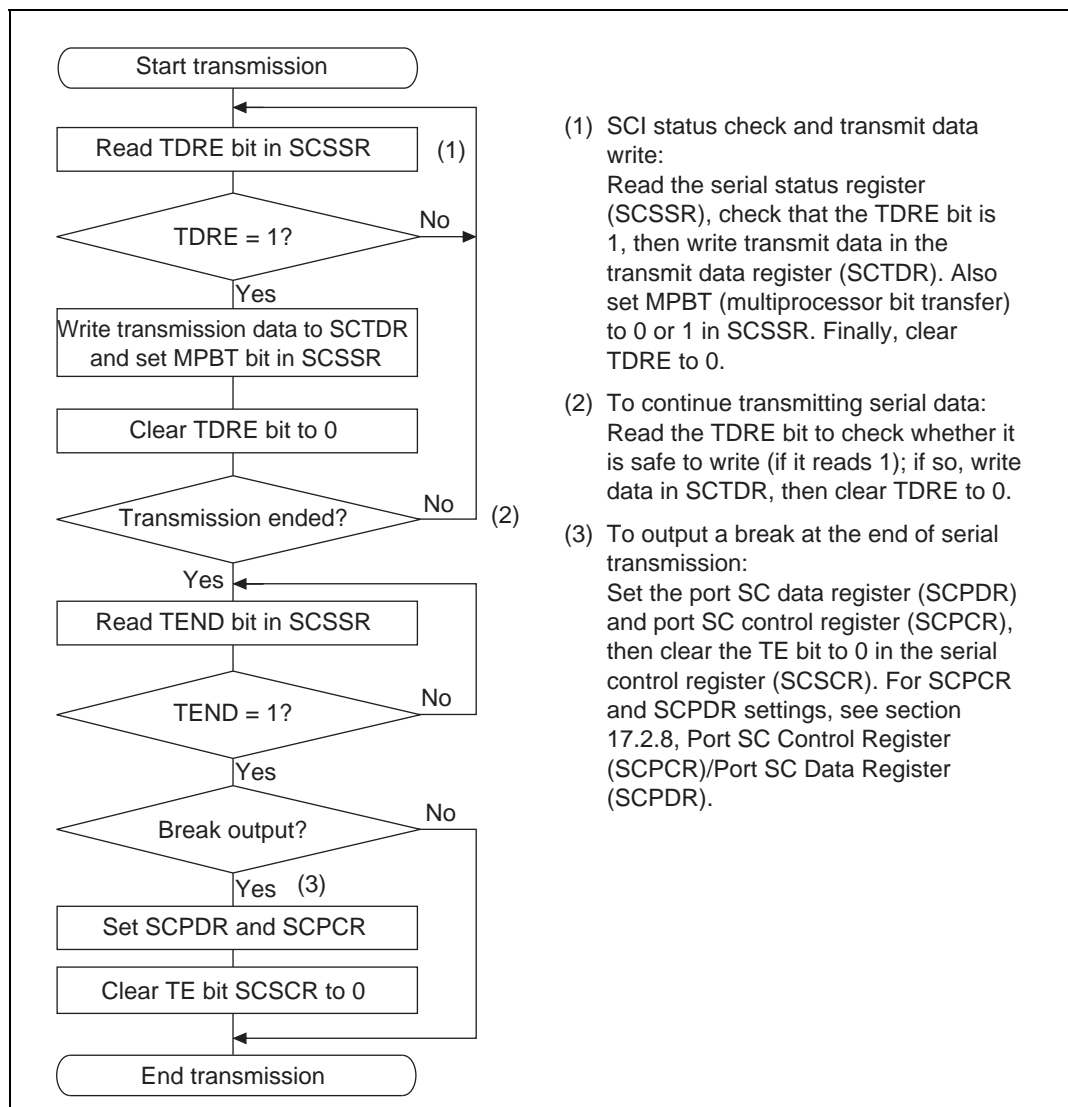 Start transmission
Read TDRE bit in SCSSR
(1)
TDRE = 1?
No
Yes
Write transmission data to SCTDR
and set MPBT bit in SCSSR
Clear TDRE bit to 0
Transmission ended?
No
(2)
Yes
Read TEND bit in SCSSR
TEND = 1?
No
Yes
Break output?
No
Yes
(3)
Set SCPDR and SCPCR
Clear TE bit SCSCR to 0
End transmission
(1) SCI status check and transmit data
write:
Read the serial status register
(SCSSR), check that the TDRE bit is
1, then write transmit data in the
transmit data register (SCTDR). Also
set MPBT (multiprocessor bit transfer)
to 0 or 1 in SCSSR. Finally, clear
TDRE to 0.
(2) To continue transmitting serial data:
Read the TDRE bit to check whether it
is safe to write (if it reads 1); if so, write
data in SCTDR, then clear TDRE to 0.
(3) To output a break at the end of serial
transmission:
Set the port SC data register (SCPDR)
and port SC control register (SCPCR),
then clear the TE bit to 0 in the serial
control register (SCSCR). For SCPCR
and SCPDR settings, see section
17.2.8, Port SC Control Register
(SCPCR)/Port SC Data Register
(SCPDR).